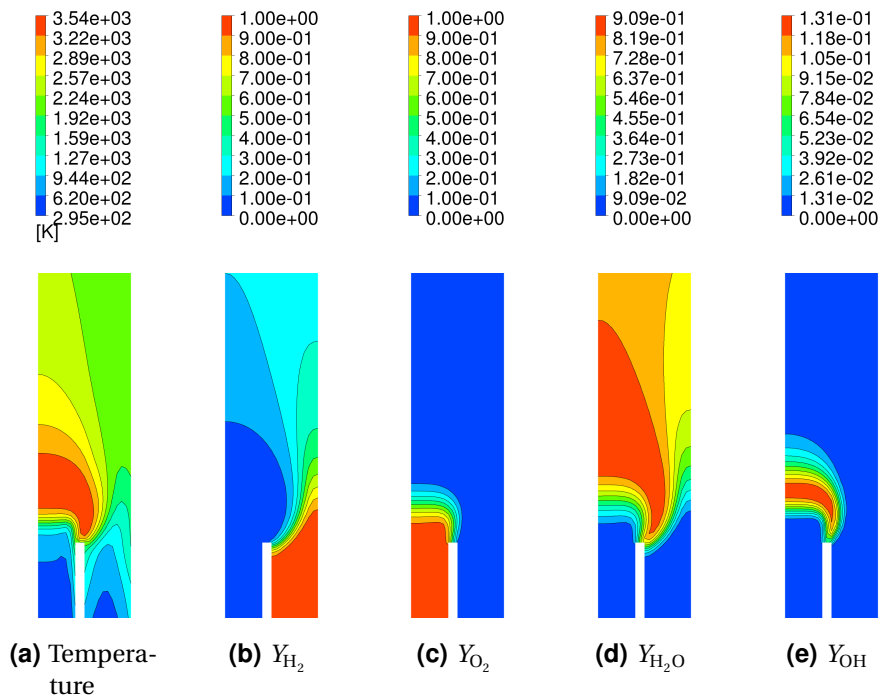 3.54e+03
3.22e+03
2.89e+03
2.57e+03
2.24e+03
1.92e+03
1.59e+03
1.27e+03
9.44e+02
6.20e+02
2.95e+02
[K]
1.00e+00
9.00e-01
8.00e-01
7.00e-01
6.00e-01
5.00e-01
4.00e-01
3.00e-01
2.00e-01
1.00e-01
0.00e+00
1.00e+00
9.00e-01
8.00e-01
7.00e-01
6.00e-01
5.00e-01
4.00e-01
3.00e-01
2.00e-01
1.00e-01
0.00e+00
9.09e-01
8.19e-01
7.28e-01
6.37e-01
5.46e-01
4.55e-01
3.64e-01
2.73e-01
1.82e-01
9.09e-02
0.00e+00
1.31e-01
1.18e-01
1.05e-01
9.15e-02
7.84e-02
6.54e-02
5.23e-02
3.92e-02
2.61e-02
1.31e-02
0.00e+00
(a) Tempera-
ture
(b) Y_H₂
(c) Y_O₂
(d) Y_H₂O
(e) Y_OH